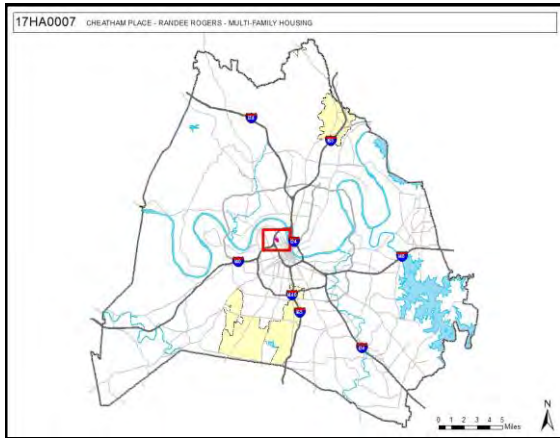 17HA0007 CHEATHAM PLACE - RANDEE ROGERS - MULTI-FAMILY HOUSING
N
0 1 2 3 4 5
Miles